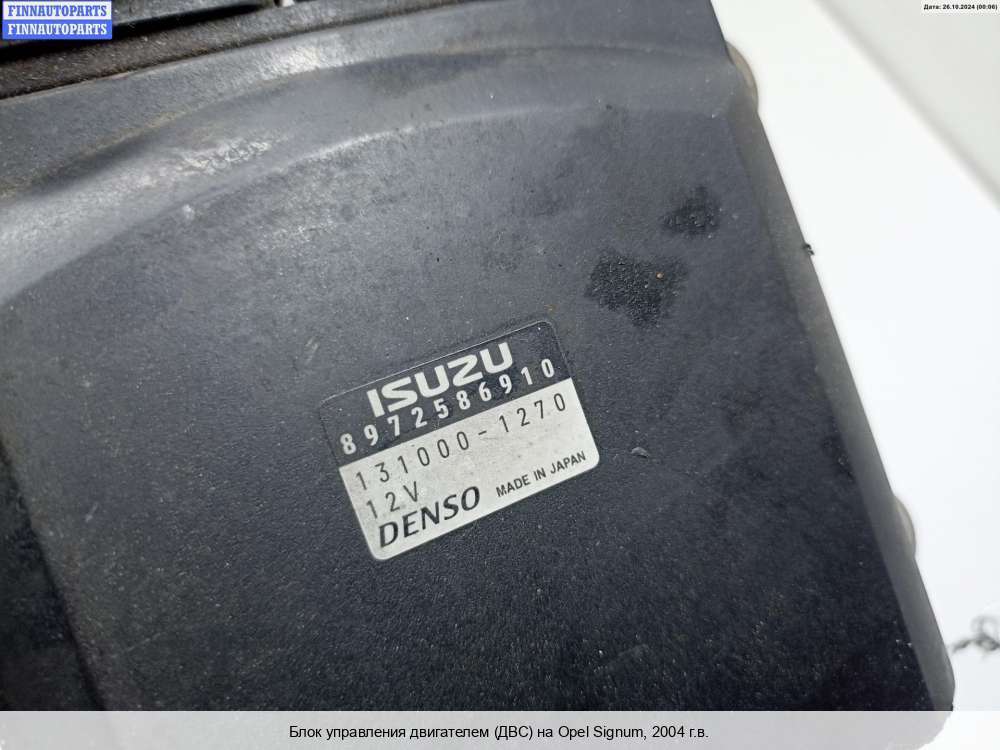 FINNAUTOPARTS
FINNAUTOPARTS
Дата: 26.10.2024 (00:06)
ISUZU
8972586910
131000-1270
12V
DENSO MADE IN JAPAN
Блок управления двигателем (ДВС) на Opel Signum, 2004 г.в.